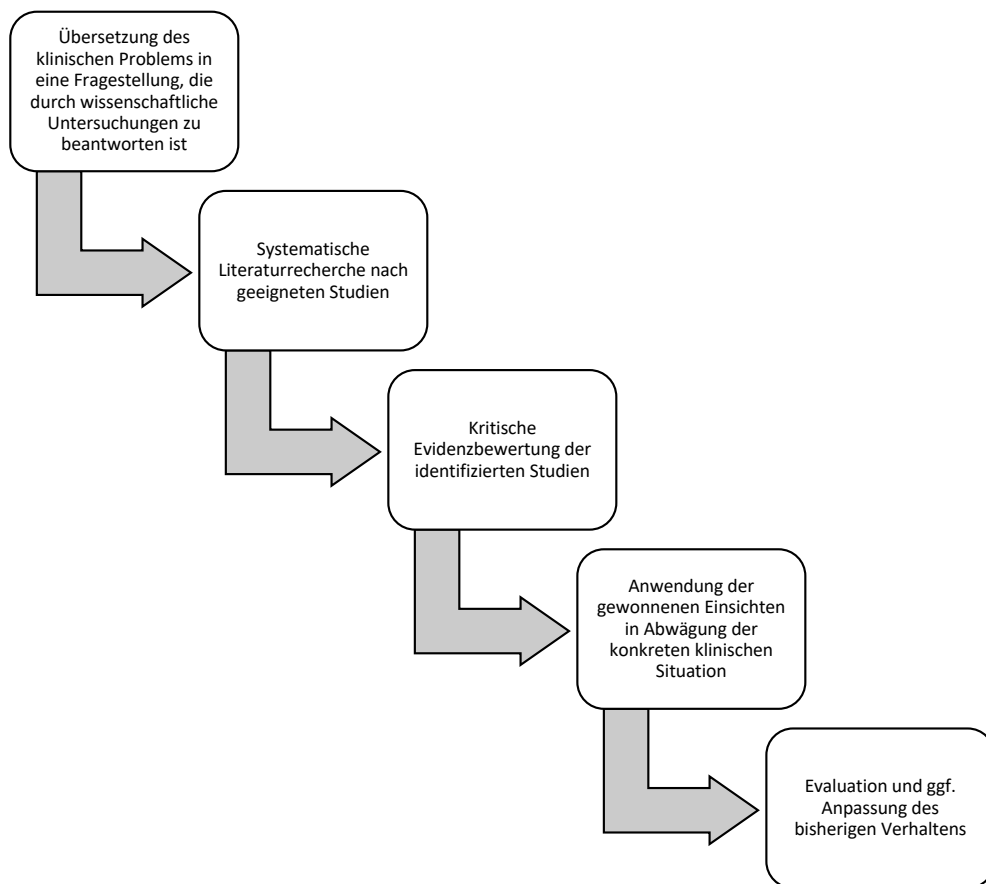 Übersetzung des
klinischen Problems in
eine Fragestellung, die
durch wissenschaftliche
Untersuchungen zu
beantworten ist
Systematische
Literaturrecherche nach
geeigneten Studien
Kritische
Evidenzbewertung der
identifizierten Studien
Anwendung der
gewonnenen Einsichten
in Abwägung der
konkreten klinischen
Situation
Evaluation und ggf.
Anpassung des
bisherigen Verhaltens